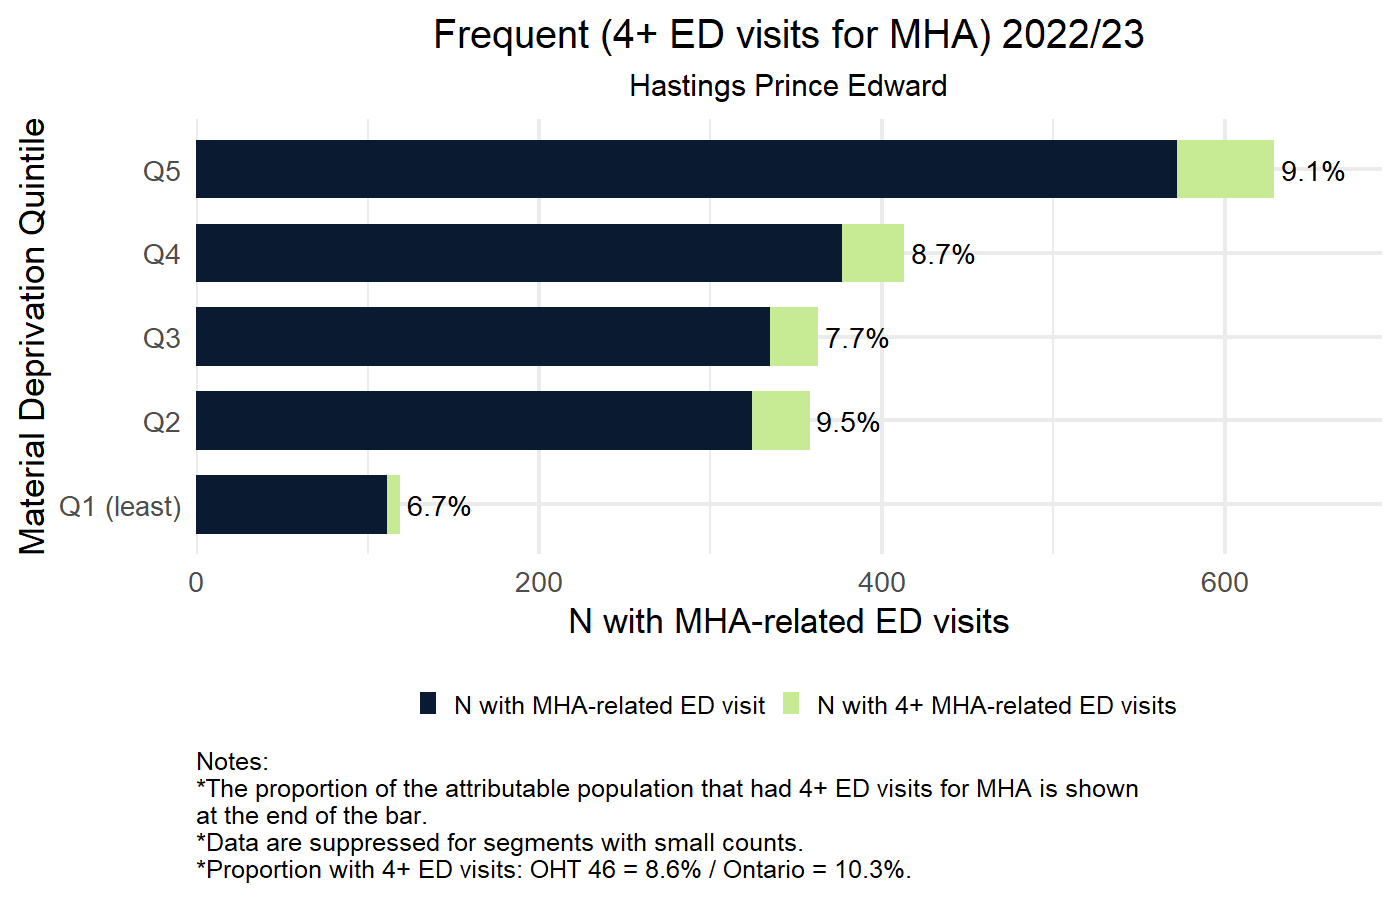 Frequent (4+ ED visits for MHA) 2022/23
Hastings Prince Edward
Material Deprivation Quintile
Q5
9.1%
Q4
8.7%
Q3
7.7%
Q2
9.5%
Q1 (least)
6.7%
0
200
400
600
N with MHA-related ED visits
N with MHA-related ED visit
N with 4+ MHA-related ED visits
Notes:
*The proportion of the attributable population that had 4+ ED visits for MHA is shown
at the end of the bar.
*Data are suppressed for segments with small counts.
*Proportion with 4+ ED visits: OHT 46 = 8.6% / Ontario = 10.3%.